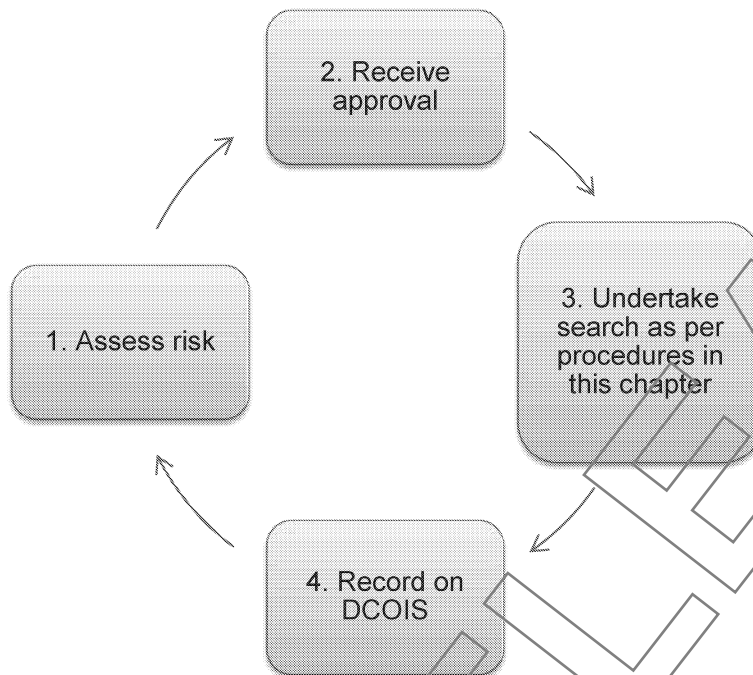 1. Assess risk
2. Receive
approval
3. Undertake
search as per
procedures in
this chapter
4. Record on
DCOIS